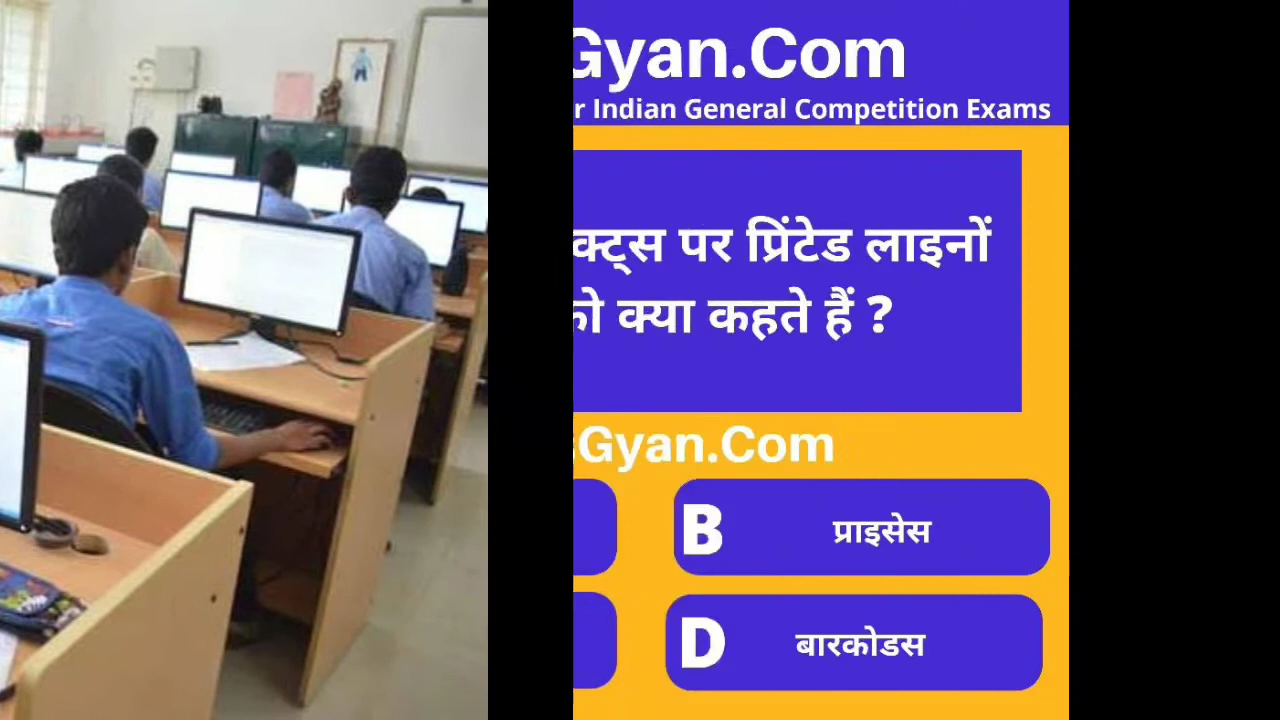 Gyan.Com
r Indian General Competition Exams
क्ट्स पर प्रिंटेड लाइनों
को क्या कहते हैं ?
Gyan.Com
B प्राइसेस
D बारकोडस